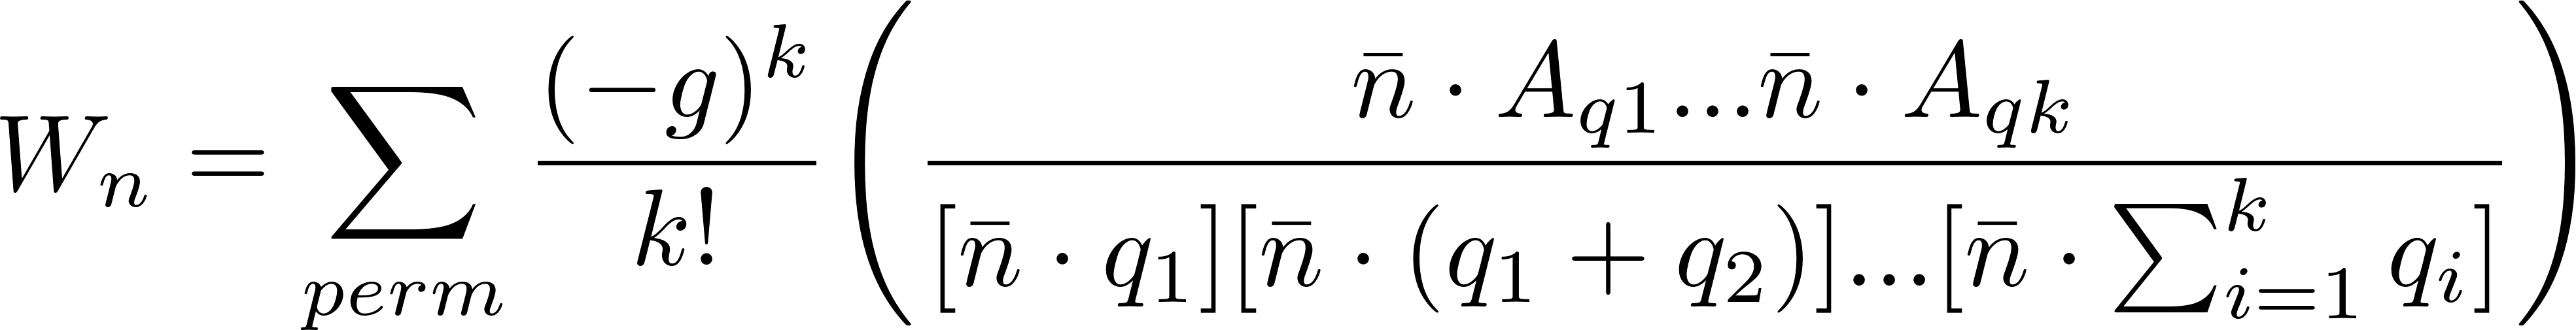 W_n = \sum_{perm} \frac{(-g)^k}{k!} \left( \frac{\bar{n} \cdot A_{q1} ... \bar{n} \cdot A_{qk}}{[\bar{n} \cdot q_1][\bar{n} \cdot (q_1 + q_2)]...[\bar{n} \cdot \sum_{i=1}^{k} q_i]} \right)